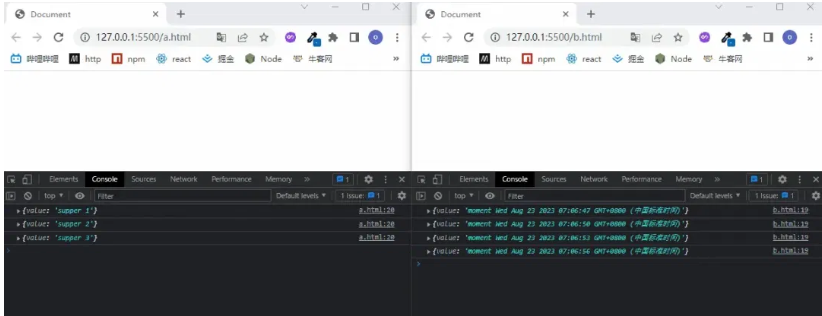 Document
127.0.0.1:5500/a.html
哔哩哔哩 http npm react 掘金 Node 牛客网 »
Elements Console Sources Network Performance Memory » 1
top Filter Default levels 1 Issue: 1
{value: 'supper 1'} a.html:20
{value: 'supper 2'} a.html:20
{value: 'supper 3'} a.html:20
Document
127.0.0.1:5500/b.html
哔哩哔哩 http npm react 掘金 Node 牛客网 »
Elements Console Sources Network Performance Memory » 1
top Filter Default levels 1 Issue: 1
{value: 'moment Wed Aug 23 2023 07:06:47 GMT+0800 (中国标准时间)'} b.html:19
{value: 'moment Wed Aug 23 2023 07:06:50 GMT+0800 (中国标准时间)'} b.html:19
{value: 'moment Wed Aug 23 2023 07:06:53 GMT+0800 (中国标准时间)'} b.html:19
{value: 'moment Wed Aug 23 2023 07:06:56 GMT+0800 (中国标准时间)'} b.html:19